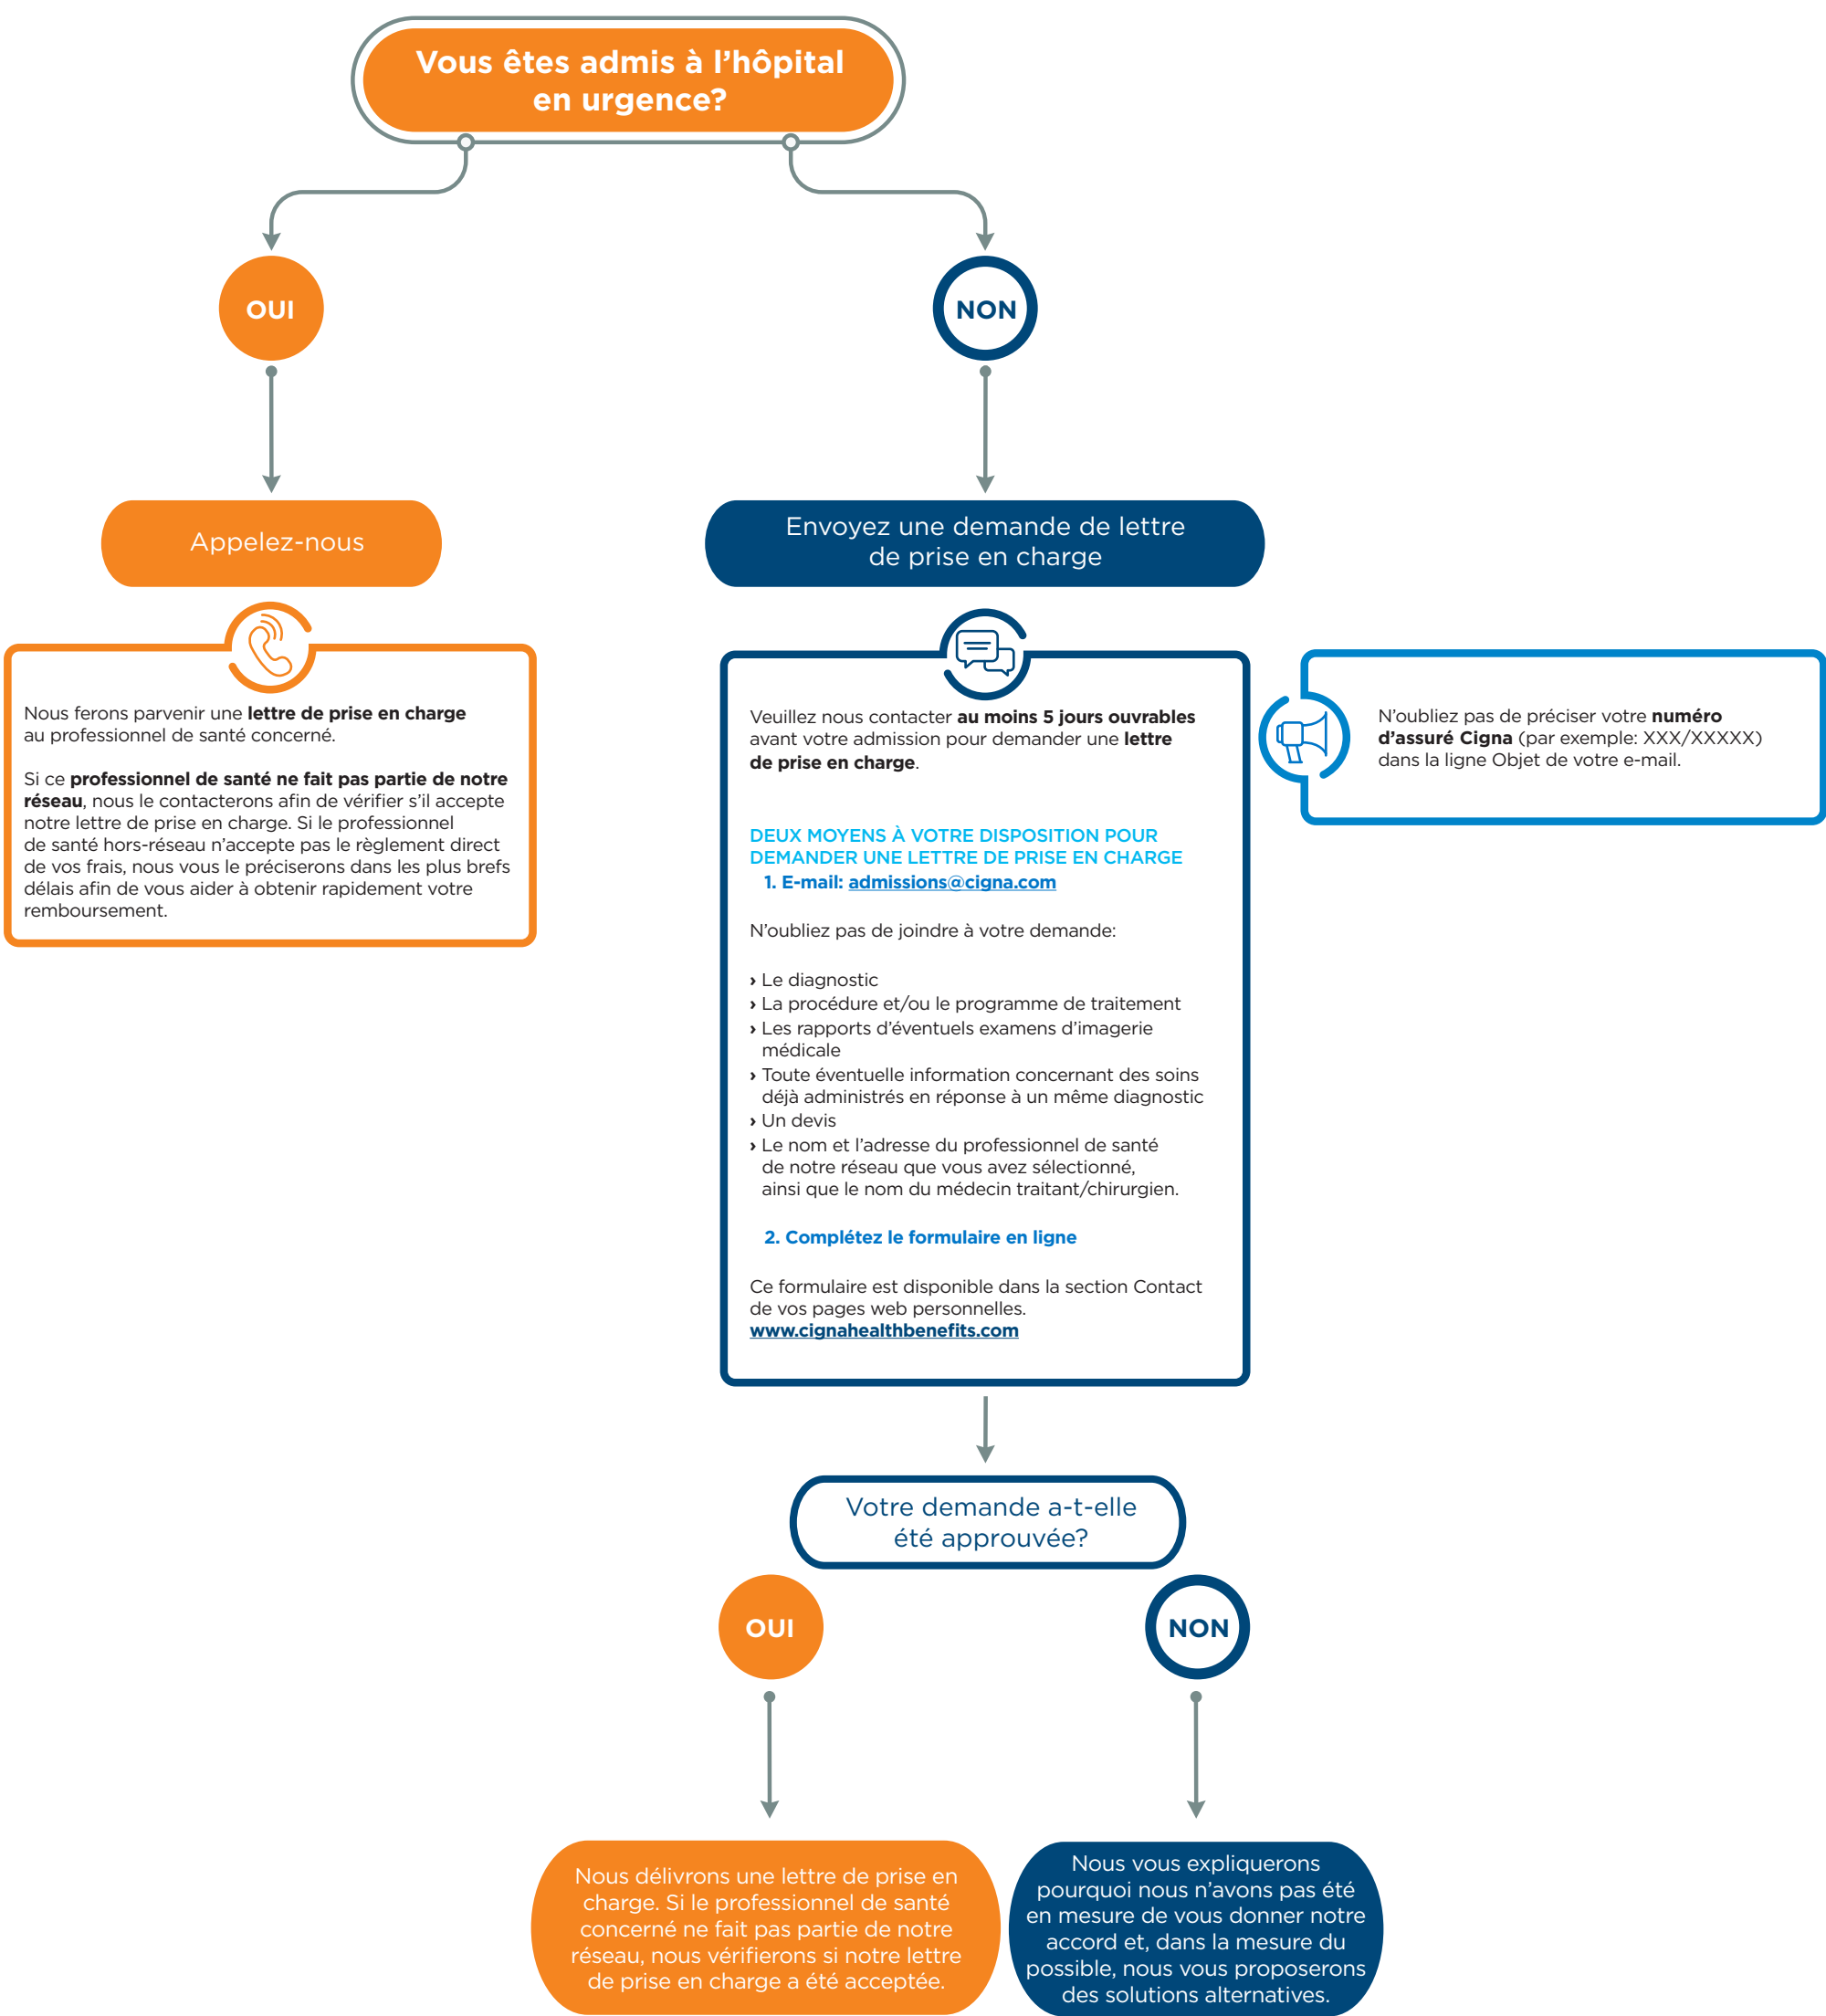 Vous êtes admis à l’hôpital
en urgence?
OUI
NON
Appelez-nous
Nous ferons parvenir une lettre de prise en charge
au professionnel de santé concerné.
Si ce professionnel de santé ne fait pas partie de notre
réseau, nous le contacterons afin de vérifier s’il accepte
notre lettre de prise en charge. Si le professionnel
de santé hors-réseau n’accepte pas le règlement direct
de vos frais, nous vous le préciserons dans les plus brefs
délais afin de vous aider à obtenir rapidement votre
remboursement.
Envoyez une demande de lettre
de prise en charge
Veuillez nous contacter au moins 5 jours ouvrables
avant votre admission pour demander une lettre
de prise en charge.
DEUX MOYENS À VOTRE DISPOSITION POUR
DEMANDER UNE LETTRE DE PRISE EN CHARGE
1. E-mail: admissions@cigna.com
N’oubliez pas de joindre à votre demande:
› Le diagnostic
› La procédure et/ou le programme de traitement
› Les rapports d’éventuels examens d’imagerie
médicale
› Toute éventuelle information concernant des soins
déjà administrés en réponse à un même diagnostic
› Un devis
› Le nom et l’adresse du professionnel de santé
de notre réseau que vous avez sélectionné,
ainsi que le nom du médecin traitant/chirurgien.
2. Complétez le formulaire en ligne
Ce formulaire est disponible dans la section Contact
de vos pages web personnelles.
www.cignahealthbenefits.com
N’oubliez pas de préciser votre numéro
d’assuré Cigna (par exemple: XXX/XXXXX)
dans la ligne Objet de votre e-mail.
Votre demande a-t-elle
été approuvée?
OUI
NON
Nous délivrons une lettre de prise en
charge. Si le professionnel de santé
concerné ne fait pas partie de notre
réseau, nous vérifierons si notre lettre
de prise en charge a été acceptée.
Nous vous expliquerons
pourquoi nous n’avons pas été
en mesure de vous donner notre
accord et, dans la mesure du
possible, nous vous proposerons
des solutions alternatives.